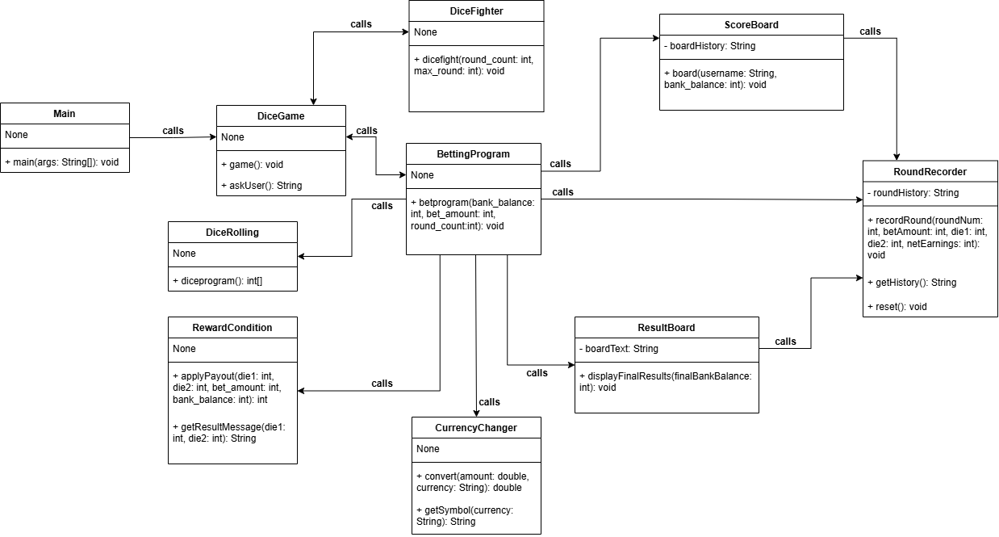 DiceFighter
None
+ dicefight(round_count: int,
max_round: int): void
calls
ScoreBoard
- boardHistory: String
+ board(username: String,
bank_balance: int): void
calls
Main
None
+ main(args: String[]): void
calls
DiceGame
None
+ game(): void
+ askUser(): String
calls
BettingProgram
None
+ betprogram(bank_balance:
int, bet_amount: int,
round_count:int): void
calls
calls
calls
RoundRecorder
- roundHistory: String
+ recordRound(roundNum:
int, betAmount: int, die1: int,
die2: int, netEarnings: int):
void
+ getHistory(): String
+ reset(): void
DiceRolling
None
+ diceprogram(): int[]
RewardCondition
None
+ applyPayout(die1: int,
die2: int, bet_amount: int,
bank_balance: int): int
+ getResultMessage(die1:
int, die2: int): String
calls
calls
CurrencyChanger
None
+ convert(amount: double,
currency: String): double
+ getSymbol(currency:
String): String
calls
ResultBoard
- boardText: String
+ displayFinalResults(finalBankBalance:
int): void
calls